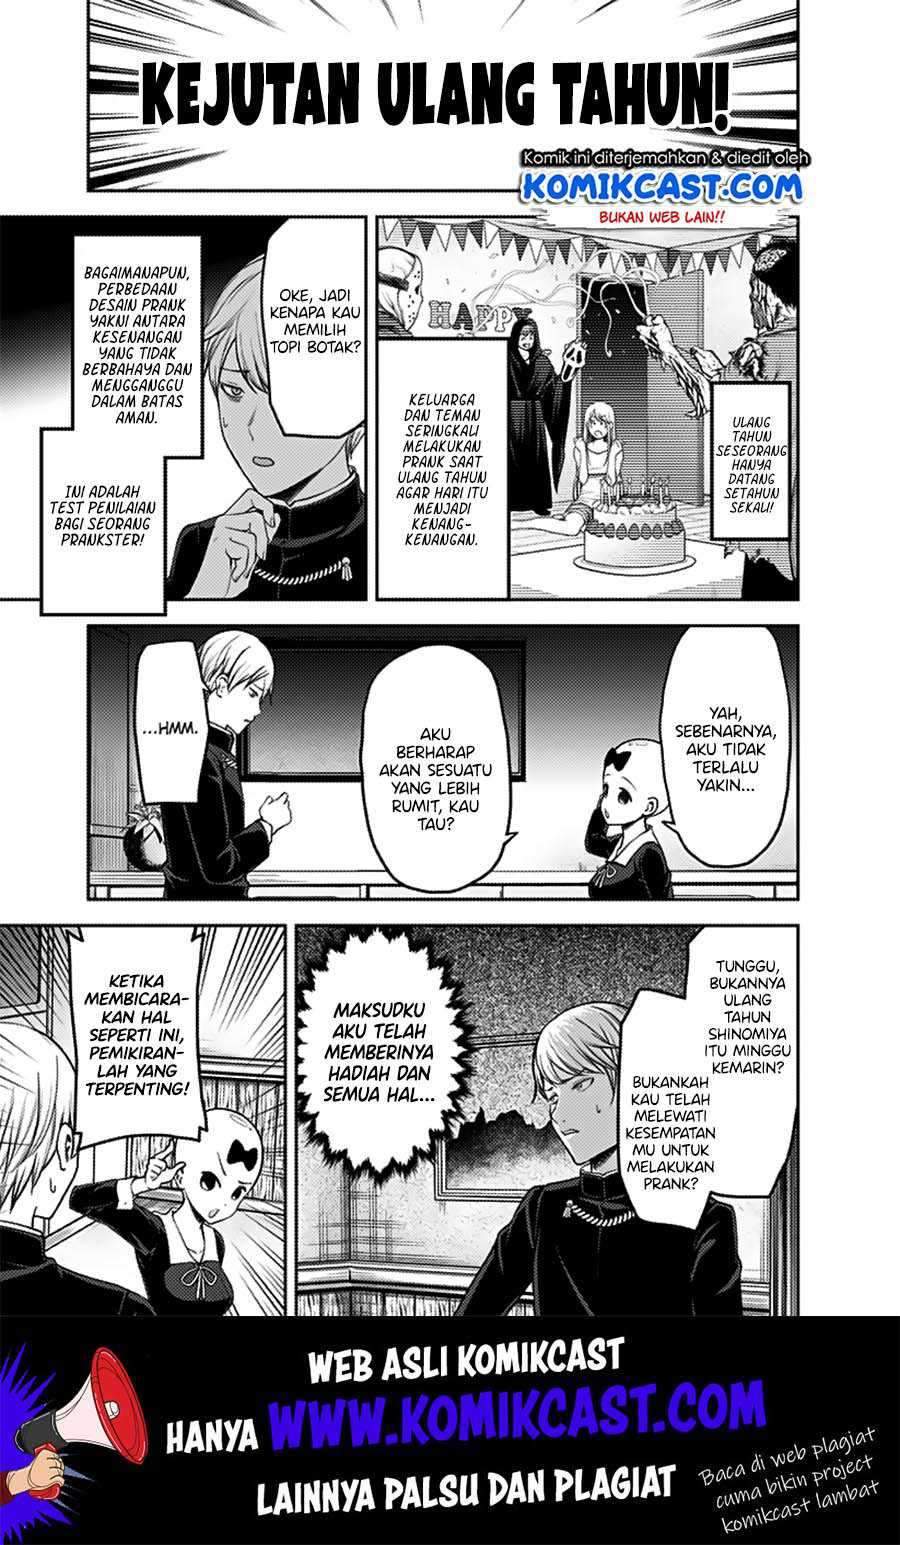 KEJUTAN ULANG TAHUN!
Komik ini diterjemahkan & diedit oleh
KOMIKCAST.COM
BUKAN WEB LAIN!!
HAPPY
ULANG
TAHUN
SESEORANG
HANYA
DATANG
SETAHUN
SEKALI!
KELUARGA
DAN TEMAN
SERINGKALI
MELAKUKAN
PRANK SAAT
ULANG TAHUN
AGAR HARI ITU
MENJADI
KENANG-
KENANGAN.
OKE, JADI
KENAPA KAU
MEMILIH
TOPI BOTAK?
BAGAIMANAPUN,
PERBEDAAN
DESAIN PRANK
YAKNI ANTARA
KESENANGAN
YANG TIDAK
BERBAHAYA DAN
MENGGANGGU
DALAM BATAS
AMAN.
INI ADALAH
TEST PENILAIAN
BAGI SEORANG
PRANKSTER!
YAH,
SEBENARNYA,
AKU TIDAK
TERLALU
YAKIN...
AKU
BERHARAP
AKAN SESUATU
YANG LEBIH
RUMIT, KAU
TAU?
...HMM.
TUNGGU,
BUKANNYA
ULANG
TAHUN
SHINOMIYA
ITU MINGGU
KEMARIN?
BUKANKAH
KAU TELAH
MELEWATI
KESEMPATAN
MU UNTUK
MELAKUKAN
PRANK?
MAKSUDKU
AKU TELAH
MEMBERINYA
HADIAH DAN
SEMUA HAL...
KETIKA
MEMBICARA-
KAN HAL
SEPERTI INI,
PEMIKIRAN-
LAH YANG
TERPENTING!
WEB ASLI KOMIKCAST
HANYA WWW.KOMIKCAST.COM
LAINNYA PALSU DAN PLAGIAT
Baca di web plagiat
cuma bikin project
komikcast lambat